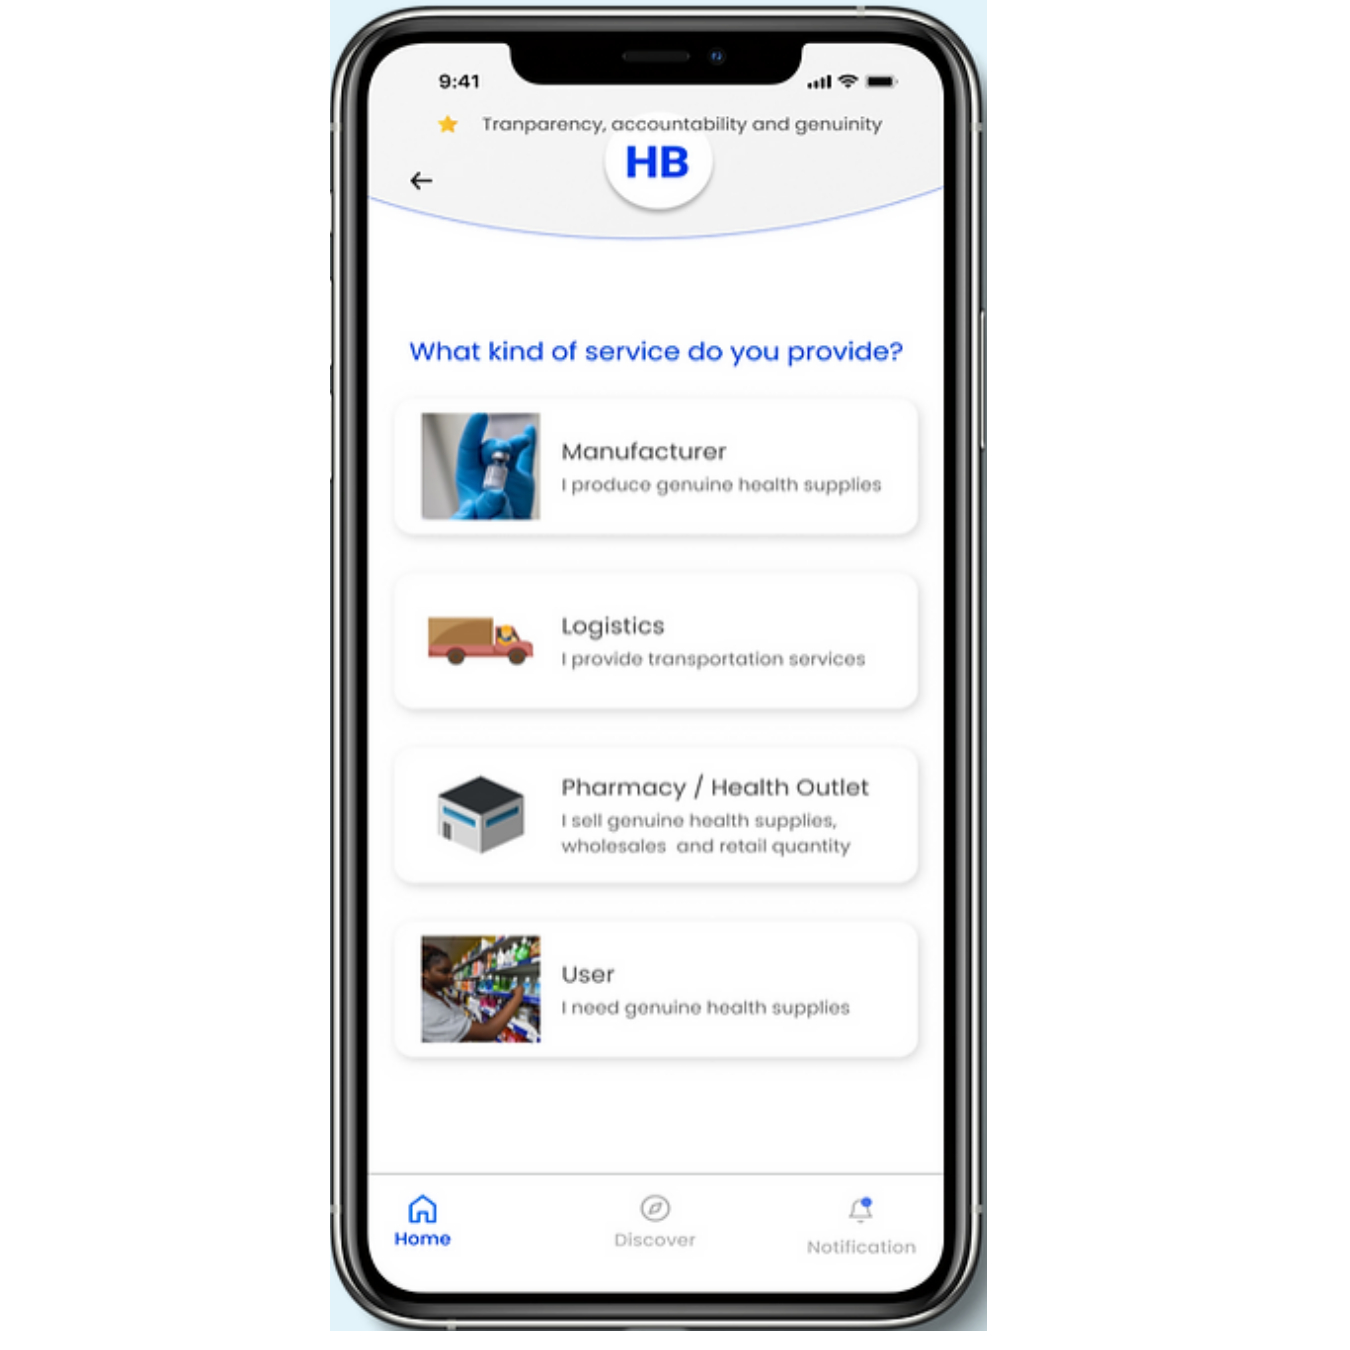 9:41
Tranparency, accountability and genuinity
HB
What kind of service do you provide?
Manufacturer
I produce genuine health supplies
Logistics
I provide transportation services
Pharmacy / Health Outlet
I sell genuine health supplies,
wholesales and retail quantity
User
I need genuine health supplies
Home
Discover
Notification